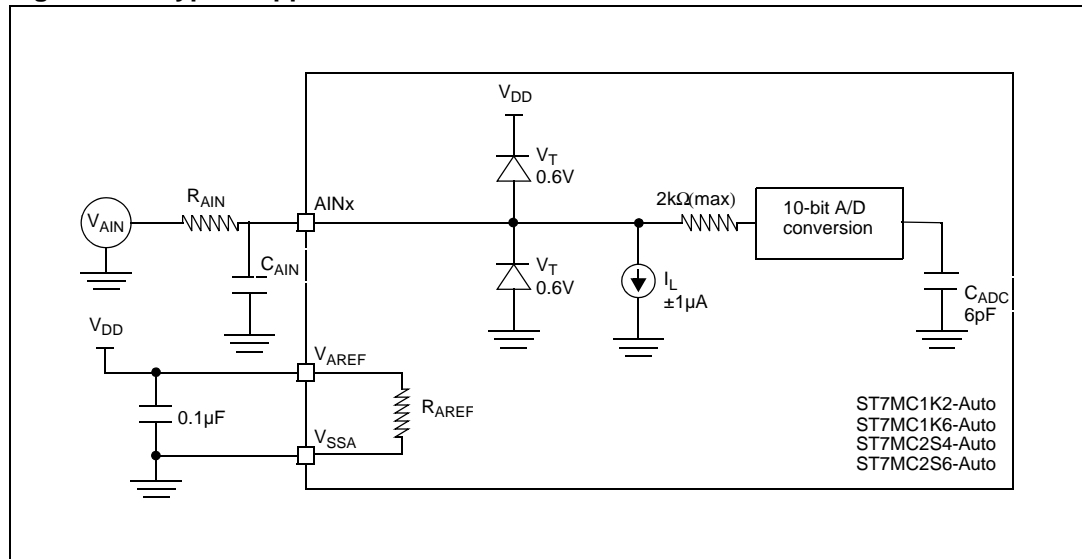 V_DD
V_T
0.6V
R_AIN
AINx
2kΩ(max)
10-bit A/D
conversion
V_AIN
C_AIN
V_T
0.6V
I_L
±1µA
C_ADC
6pF
V_DD
V_AREF
0.1µF
R_AREF
V_SSA
ST7MC1K2-Auto
ST7MC1K6-Auto
ST7MC2S4-Auto
ST7MC2S6-Auto